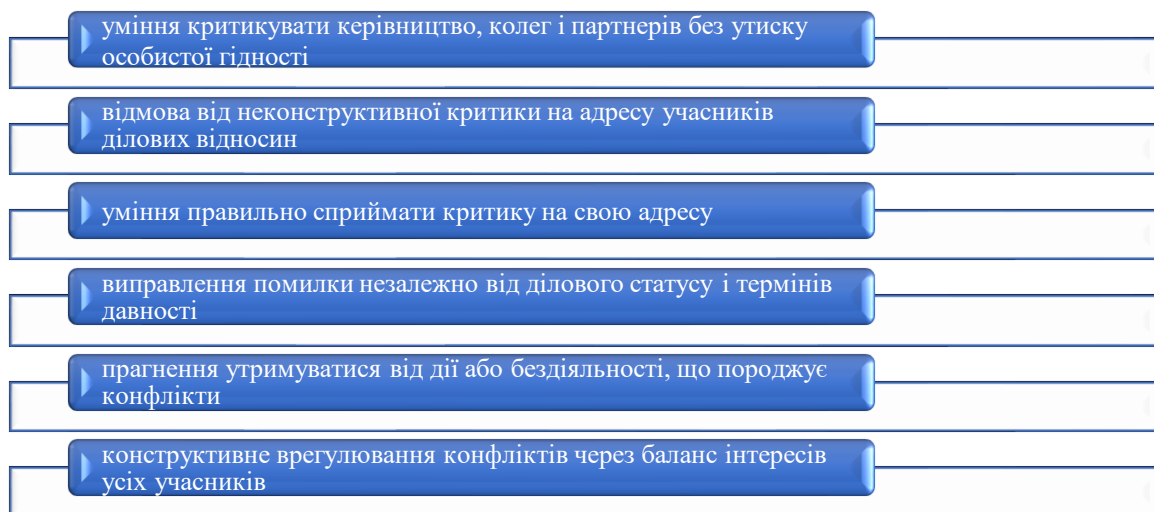 уміння критикувати керівництво, колег і партнерів без утиску
особистої гідності
відмова від неконструктивної критики на адресу учасників
ділових відносин
уміння правильно сприймати критику на свою адресу
виправлення помилки незалежно від ділового статусу і термінів
давності
прагнення утримуватися від дії або бездіяльності, що породжує
конфлікти
конструктивне врегулювання конфліктів через баланс інтересів
усіх учасників